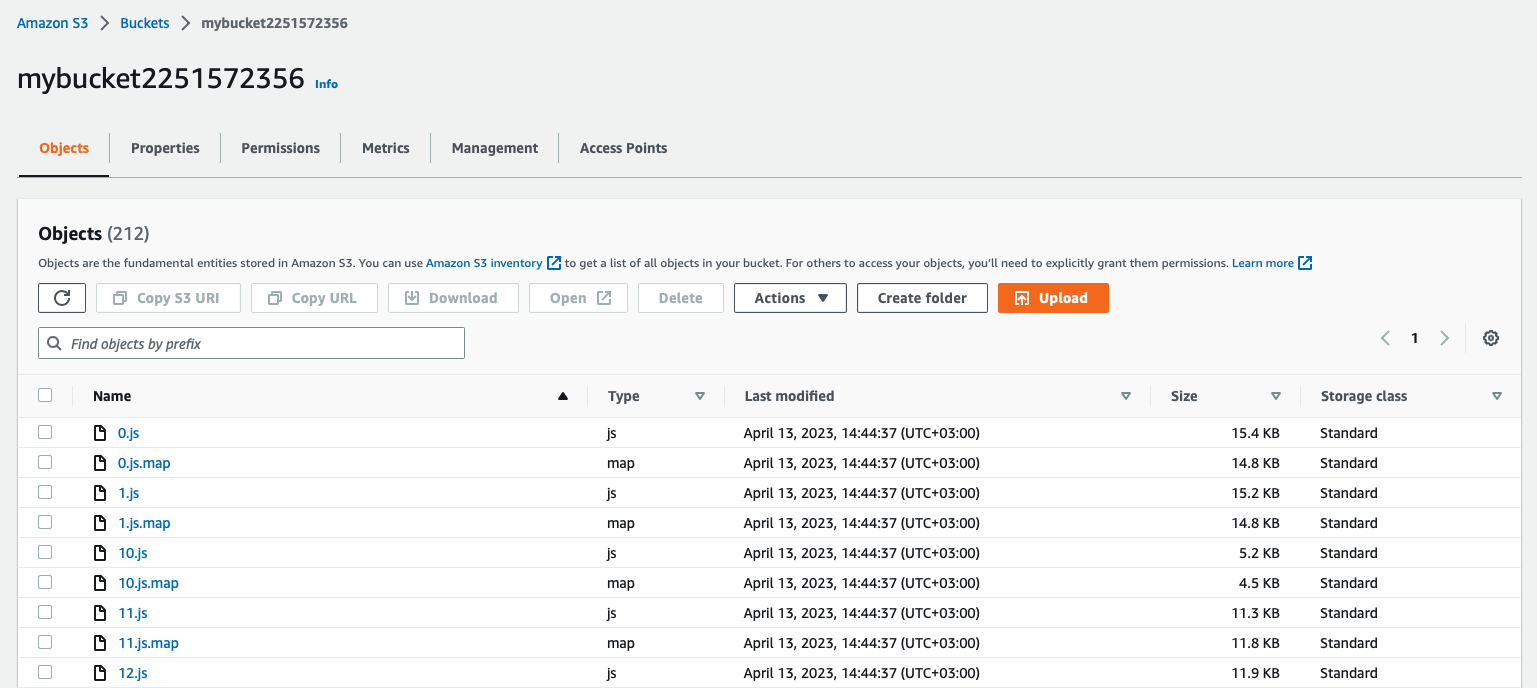 Amazon S3 > Buckets > mybucket2251572356
mybucket2251572356 Info
Objects Properties Permissions Metrics Management Access Points
Objects (212)
Objects are the fundamental entities stored in Amazon S3. You can use Amazon S3 inventory to get a list of all objects in your bucket. For others to access your objects, you'll need to explicitly grant them permissions. Learn more
Copy S3 URI Copy URL Download Open Delete Actions Create folder Upload
Find objects by prefix
1
Name Type Last modified Size Storage class
0.js js April 13, 2023, 14:44:37 (UTC+03:00) 15.4 KB Standard
0.js.map map April 13, 2023, 14:44:37 (UTC+03:00) 14.8 KB Standard
1.js js April 13, 2023, 14:44:37 (UTC+03:00) 15.2 KB Standard
1.js.map map April 13, 2023, 14:44:37 (UTC+03:00) 14.8 KB Standard
10.js js April 13, 2023, 14:44:37 (UTC+03:00) 5.2 KB Standard
10.js.map map April 13, 2023, 14:44:37 (UTC+03:00) 4.5 KB Standard
11.js js April 13, 2023, 14:44:37 (UTC+03:00) 11.3 KB Standard
11.js.map map April 13, 2023, 14:44:37 (UTC+03:00) 11.8 KB Standard
12.js js April 13, 2023, 14:44:37 (UTC+03:00) 11.9 KB Standard